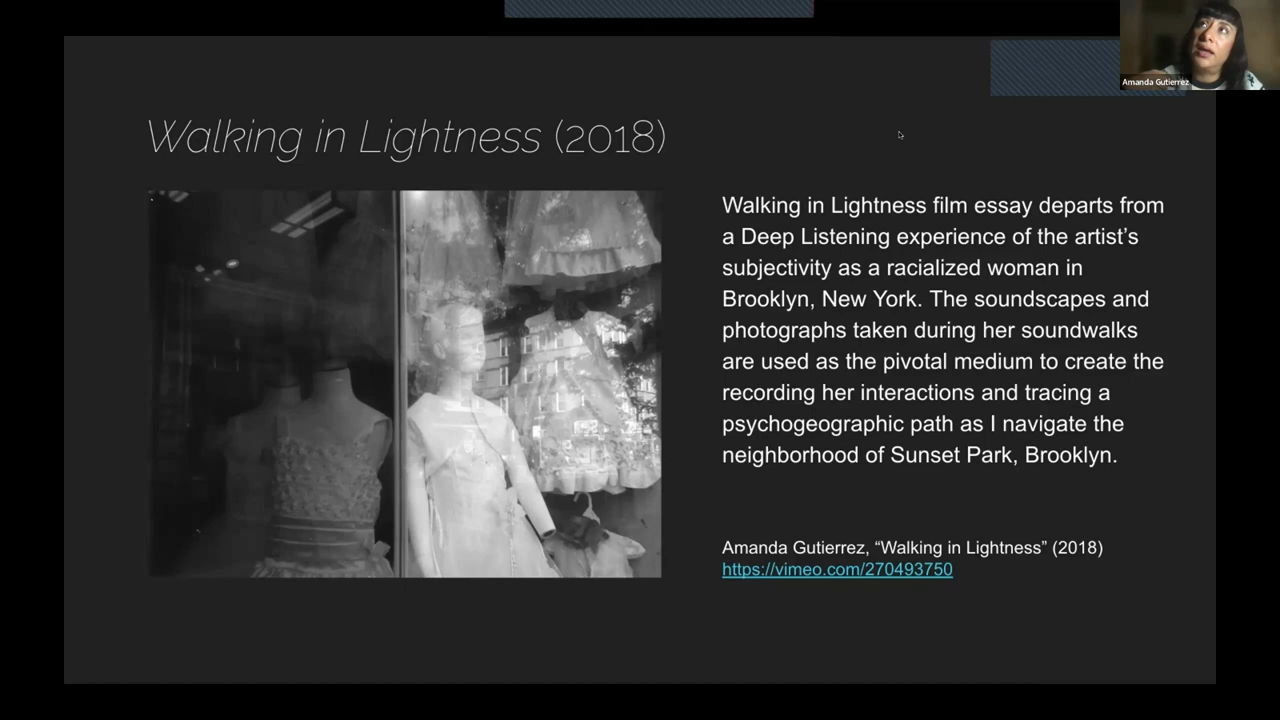 Amanda Gutierrez
Walking in Lightness (2018)
Walking in Lightness film essay departs from
a Deep Listening experience of the artist’s
subjectivity as a racialized woman in
Brooklyn, New York. The soundscapes and
photographs taken during her soundwalks
are used as the pivotal medium to create the
recording her interactions and tracing a
psychogeographic path as I navigate the
neighborhood of Sunset Park, Brooklyn.
Amanda Gutierrez, “Walking in Lightness” (2018)
https://vimeo.com/270493750